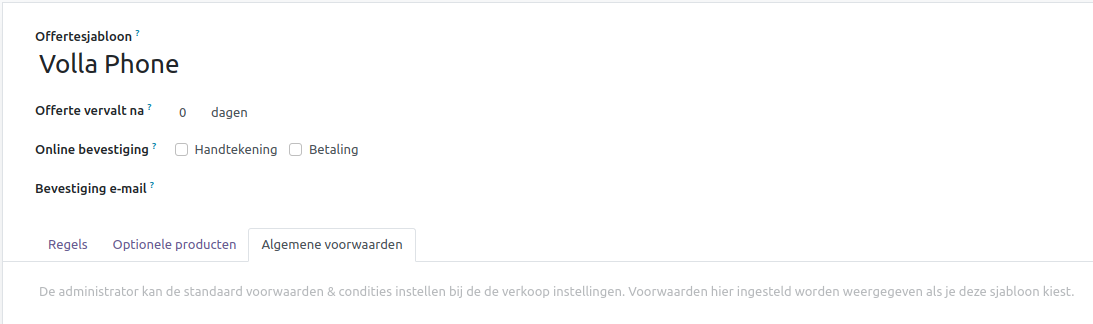 Offertesjabloon ?
Volla Phone
Offerte vervalt na ? 0 dagen
Online bevestiging ? Handtekening Betaling
Bevestiging e-mail ?
Regels Optionele producten Algemene voorwaarden
De administrator kan de standaard voorwaarden & condities instellen bij de de verkoop instellingen. Voorwaarden hier ingesteld worden weergegeven als je deze sjabloon kiest.